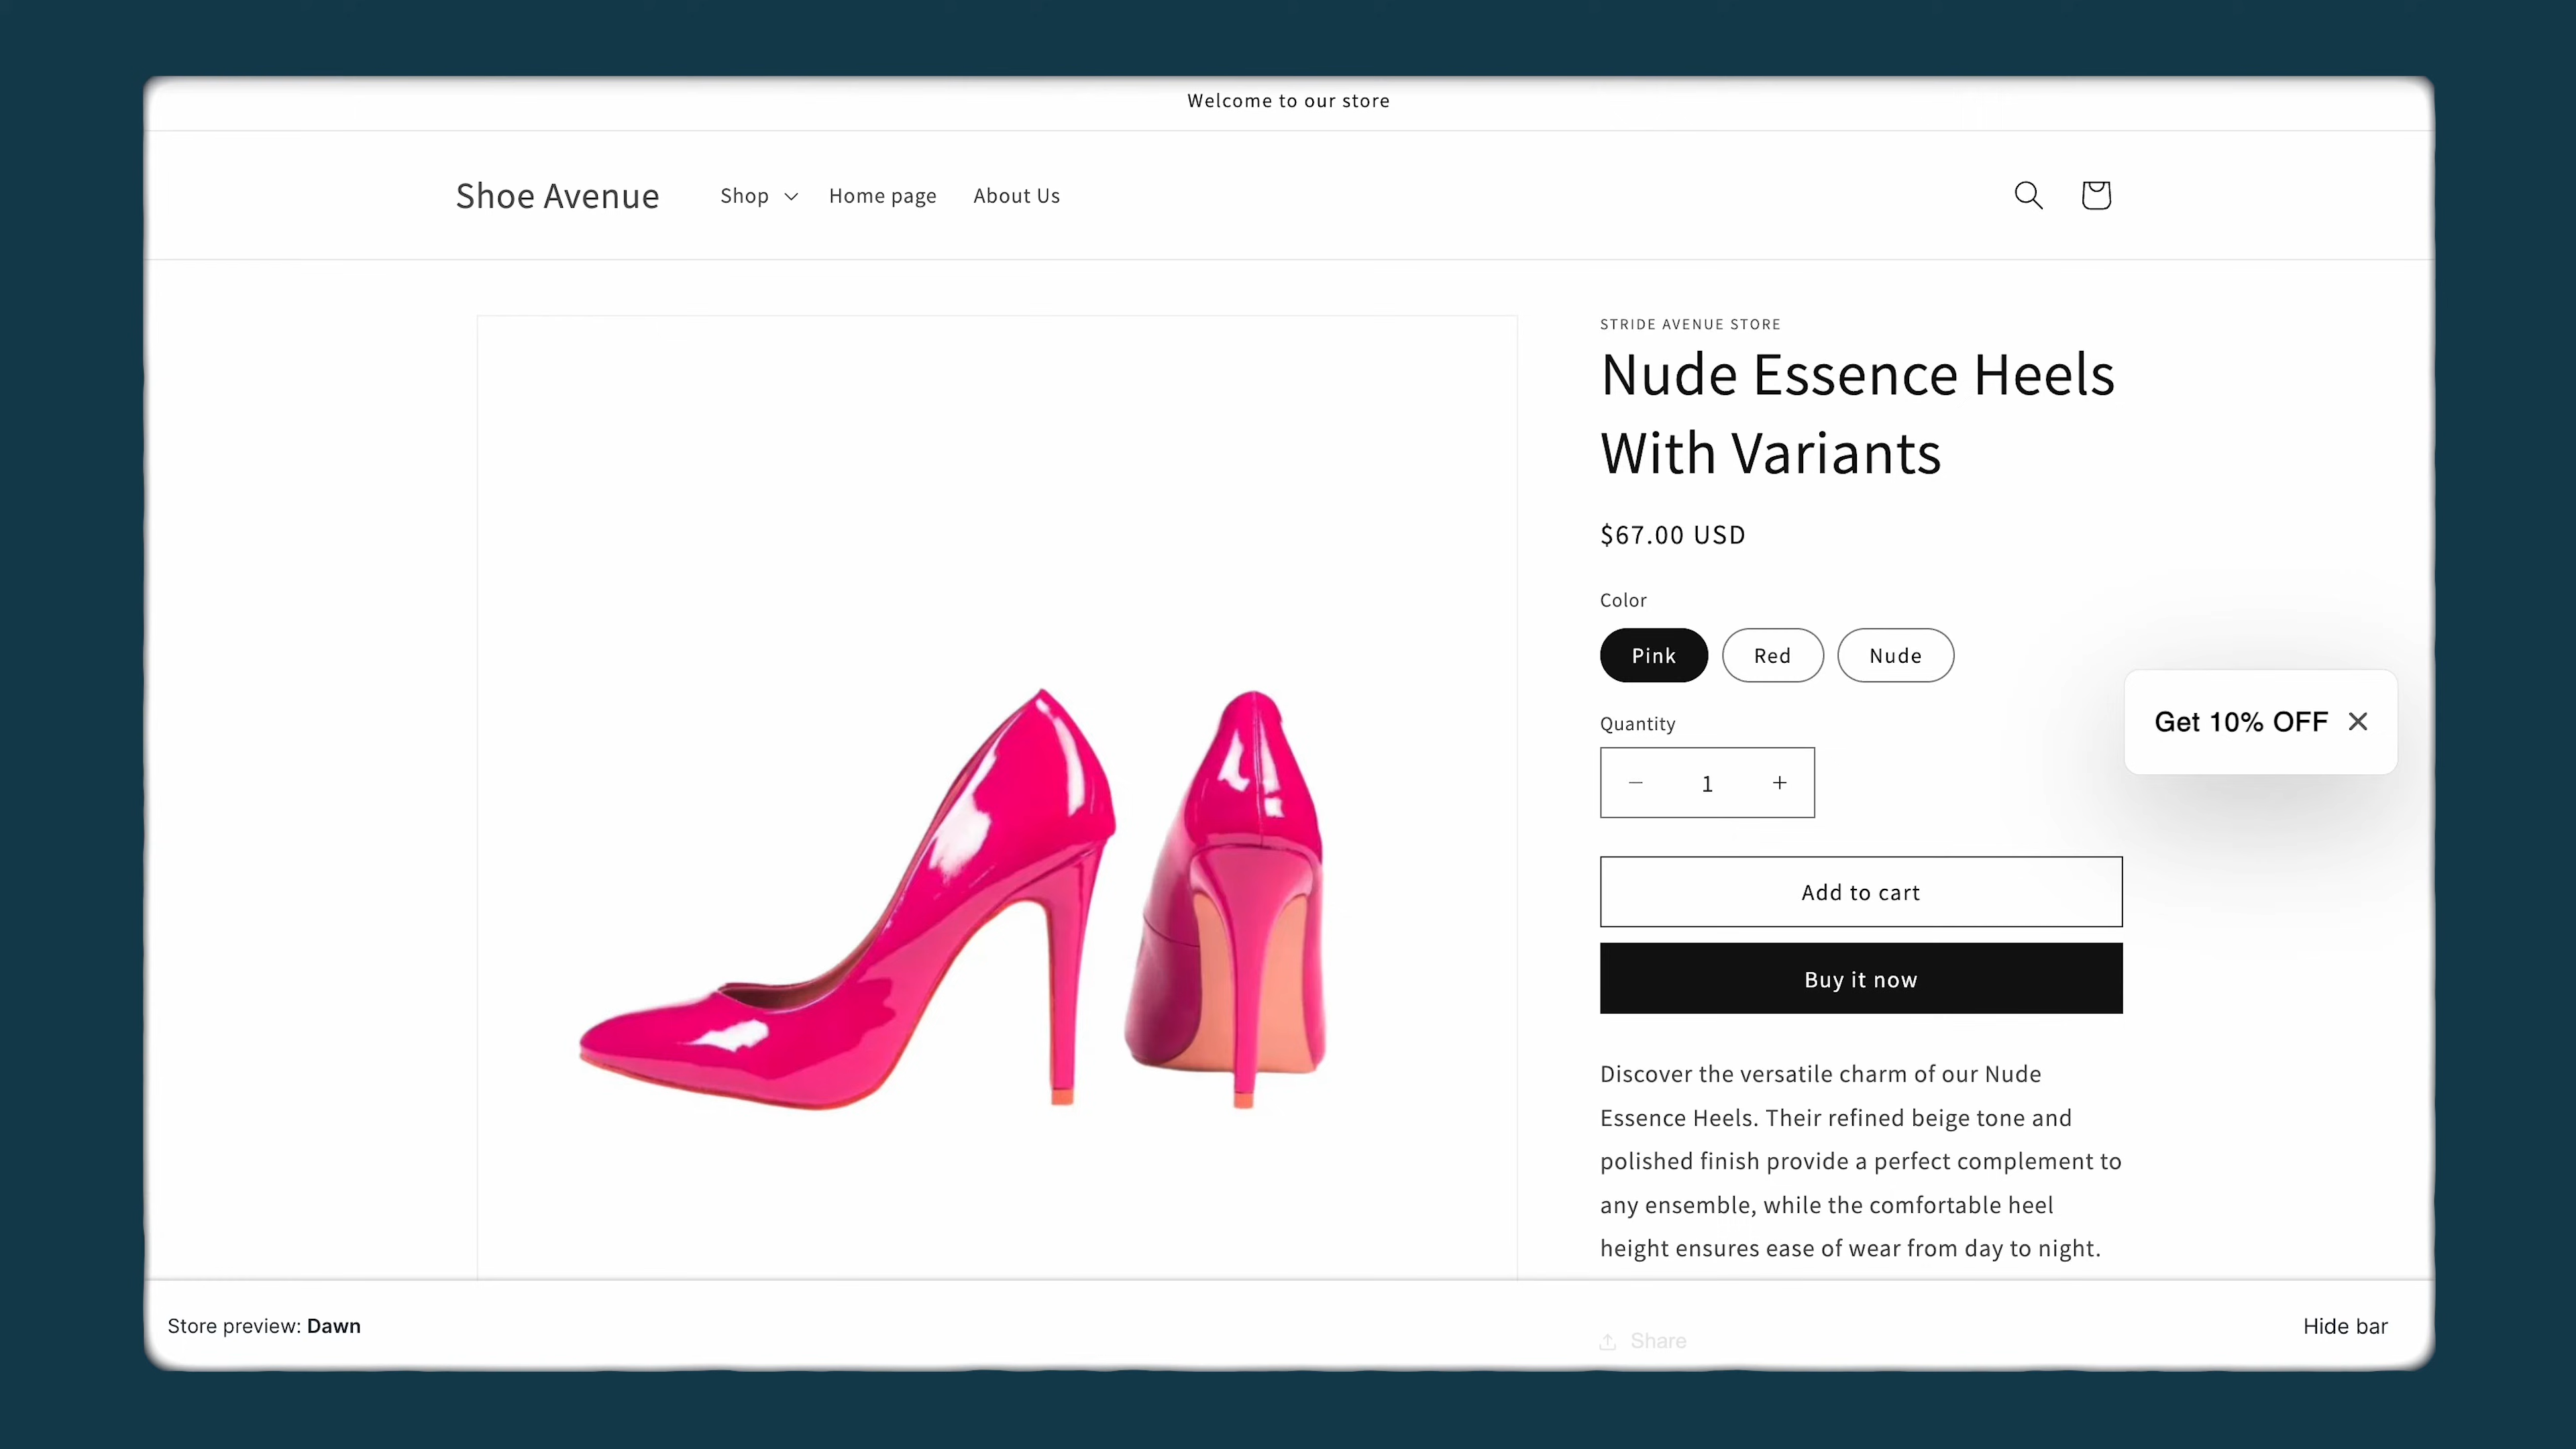 Welcome to our store
Shoe Avenue
Shop
Home page
About Us
STRIDE AVENUE STORE
Nude Essence Heels
With Variants
$67.00 USD
Color
Pink
Red
Nude
Get 10% OFF
Quantity
1
Add to cart
Buy it now
Discover the versatile charm of our Nude
Essence Heels. Their refined beige tone and
polished finish provide a perfect complement to
any ensemble, while the comfortable heel
height ensures ease of wear from day to night.
Store preview: Dawn
Hide bar
Share